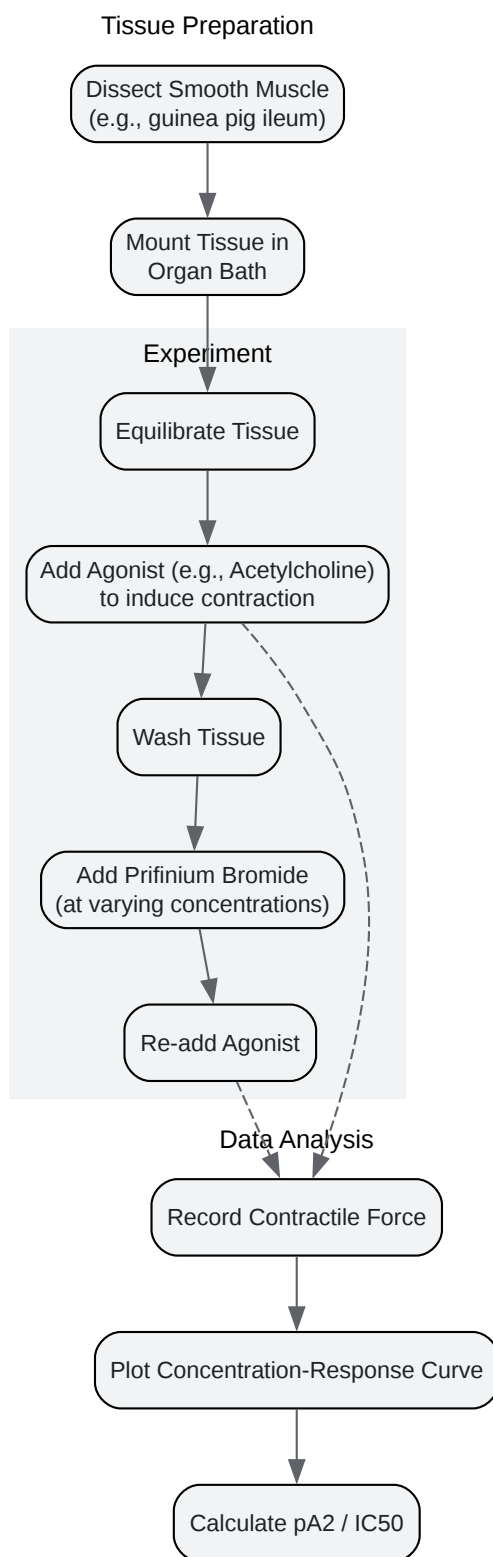 Tissue Preparation
Dissect Smooth Muscle
(e.g., guinea pig ileum)
Mount Tissue in
Organ Bath
Experiment
Equilibrate Tissue
Add Agonist (e.g., Acetylcholine)
to induce contraction
Wash Tissue
Add Prifinium Bromide
(at varying concentrations)
Re-add Agonist
Data Analysis
Record Contractile Force
Plot Concentration-Response Curve
Calculate pA2 / IC50